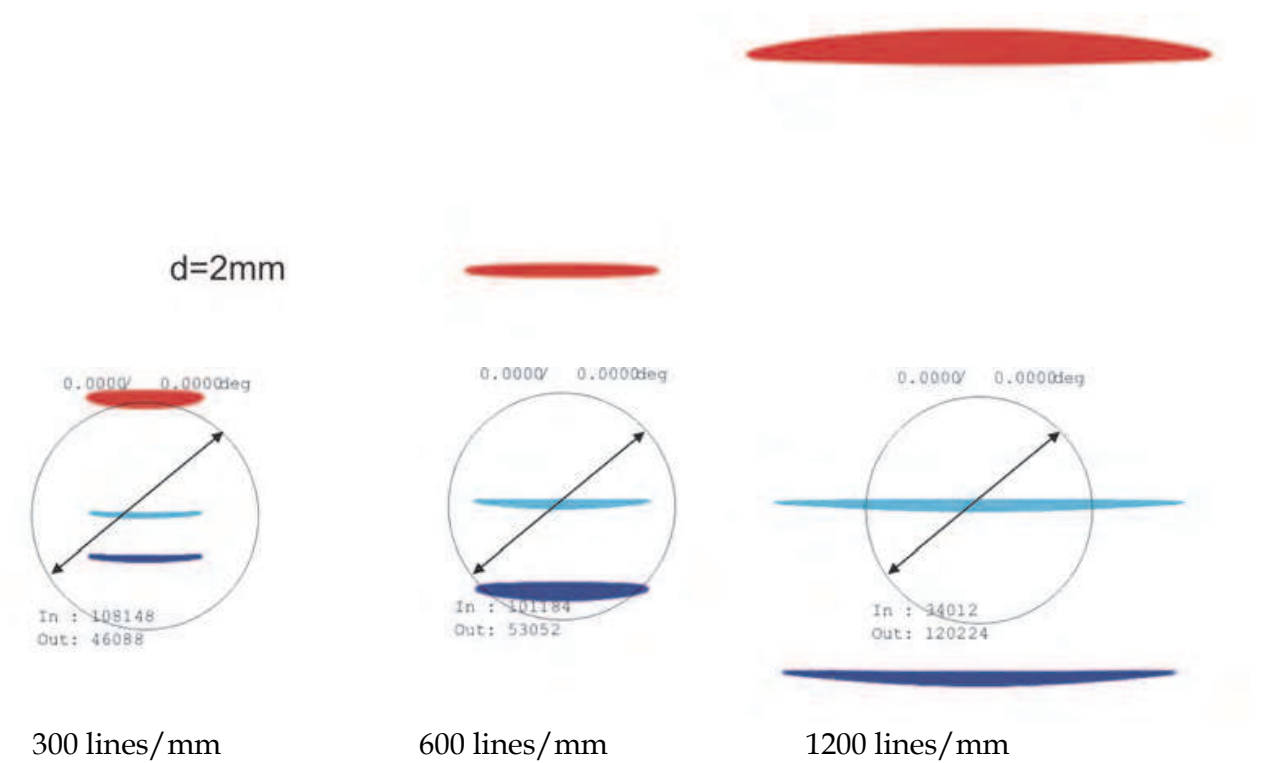 d=2mm
0.0000/ 0.0000deg
In : 108148
Out: 46088
300 lines/mm
0.0000/ 0.0000deg
In : 101184
Out: 53052
600 lines/mm
0.0000/ 0.0000deg
In : 34012
Out: 120224
1200 lines/mm